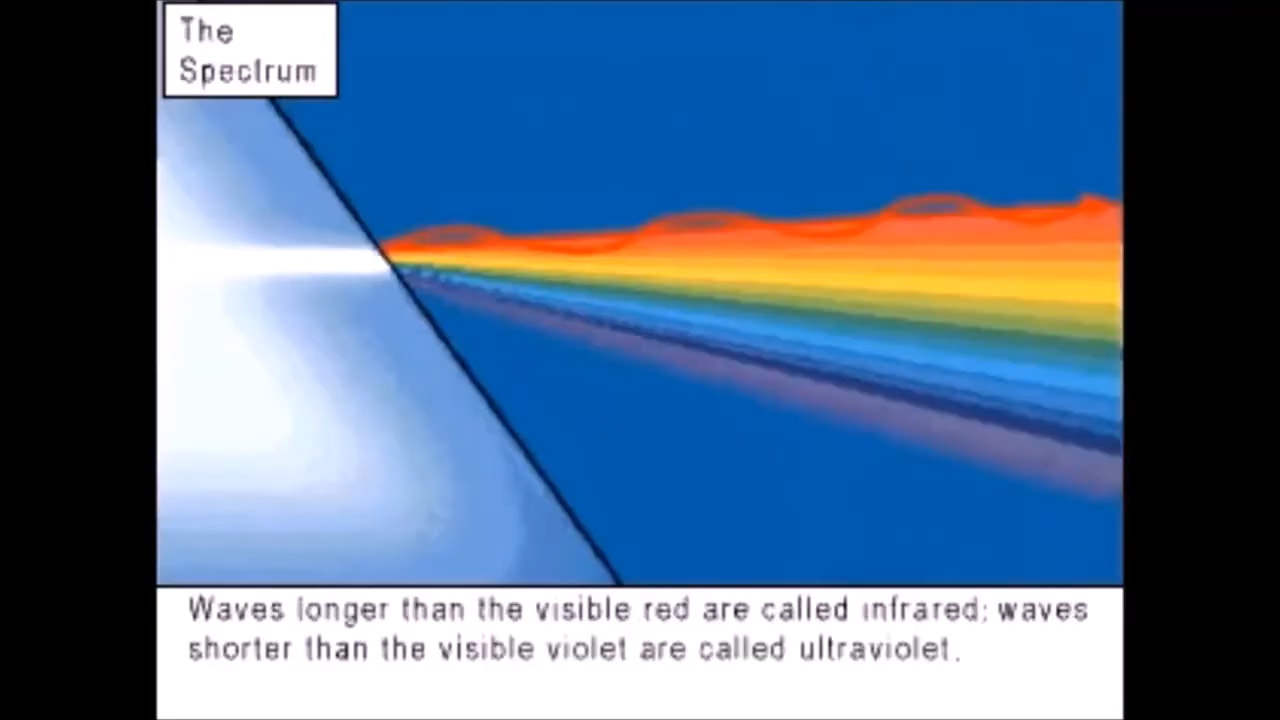 The
Spectrum
Waves longer than the visible red are called infrared; waves
shorter than the visible violet are called ultraviolet.